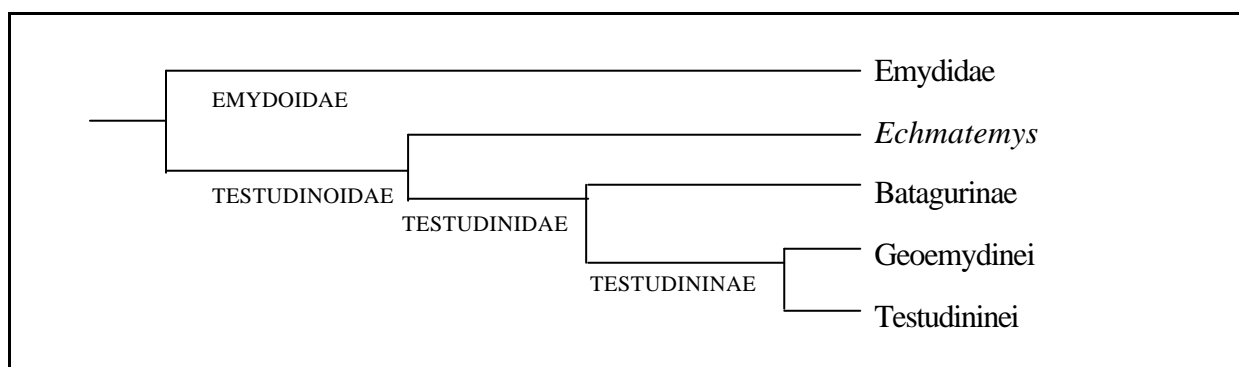 Emydidae
EMYDOIDAE
Echmatemys
TESTUDINOIDAE
Batagurinae
TESTUDINIDAE
Geoemydinei
TESTUDININAE
Testudininei